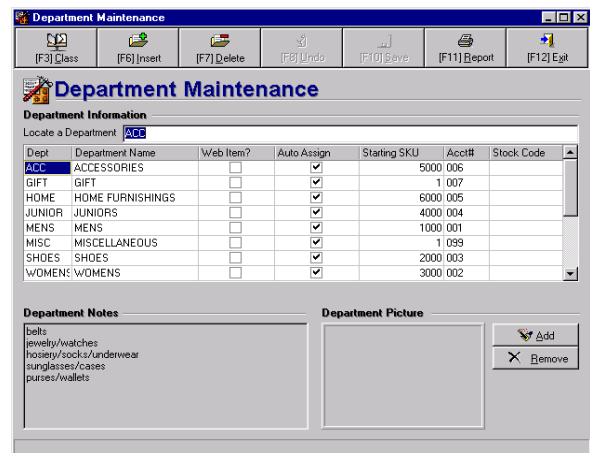 Department Maintenance
[F3] Class [F6] Insert [F7] Delete [F8] Undo [F10] Save [F11] Report [F12] Exit
Department Maintenance
Department Information
Locate a Department ACC
Dept Department Name Web Item? Auto Assign Starting SKU Acct# Stock Code
ACC ACCESSORIES 5000 006
GIFT GIFT 1 007
HOME HOME FURNISHINGS 6000 005
JUNIOR JUNIORS 4000 004
MENS MENS 1000 001
MISC MISCELLANEOUS 1 099
SHOES SHOES 2000 003
WOMENS WOMENS 3000 002
Department Notes Department Picture
belts
jewelry/watches
hosiery/socks/underwear
sunglasses/cases
purses/wallets
Add
Remove